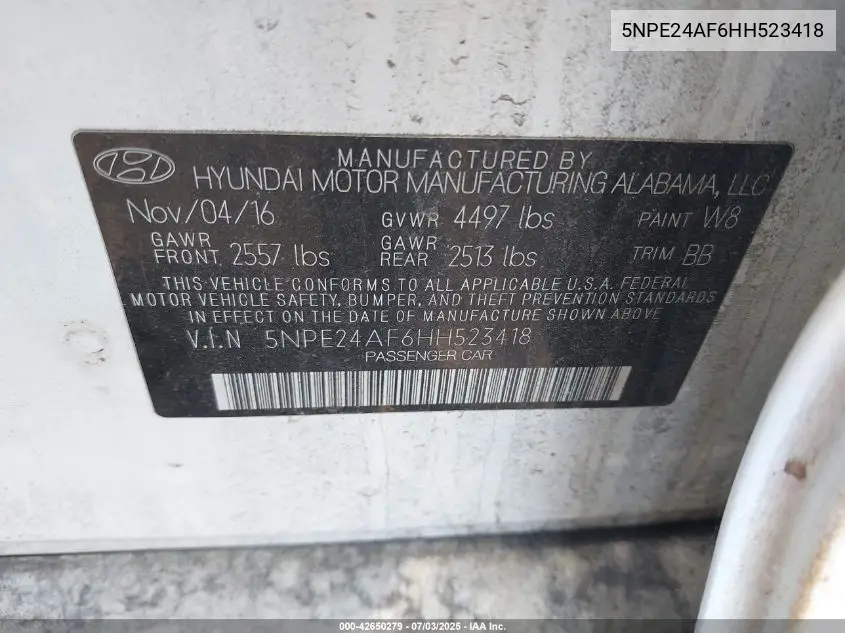 5NPE24AF6HH523418
MANUFACTURED BY
HYUNDAI MOTOR MANUFACTURING ALABAMA, LLC
Nov/04/16 GVWR 4497 lbs PAINT W8
GAWR FRONT 2557 lbs GAWR REAR 2513 lbs TRIM BB
THIS VEHICLE CONFORMS TO ALL APPLICABLE U.S.A. FEDERAL
MOTOR VEHICLE SAFETY, BUMPER, AND THEFT PREVENTION STANDARDS
IN EFFECT ON THE DATE OF MANUFACTURE SHOWN ABOVE
V.I.N 5NPE24AF6HH523418
PASSENGER CAR
000-42650279 - 07/03/2025 - IAA Inc.